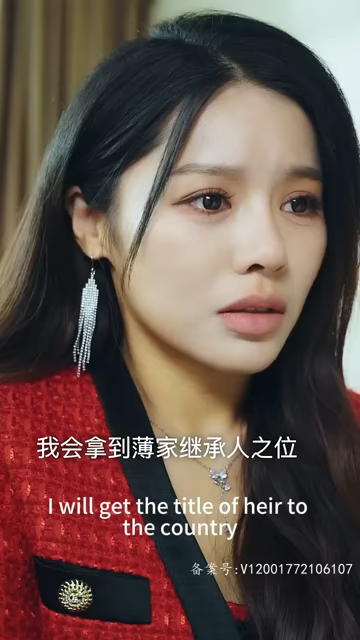 我会拿到薄家继承人之位
I will get the title of heir to
the country
备案号:V12001772106107